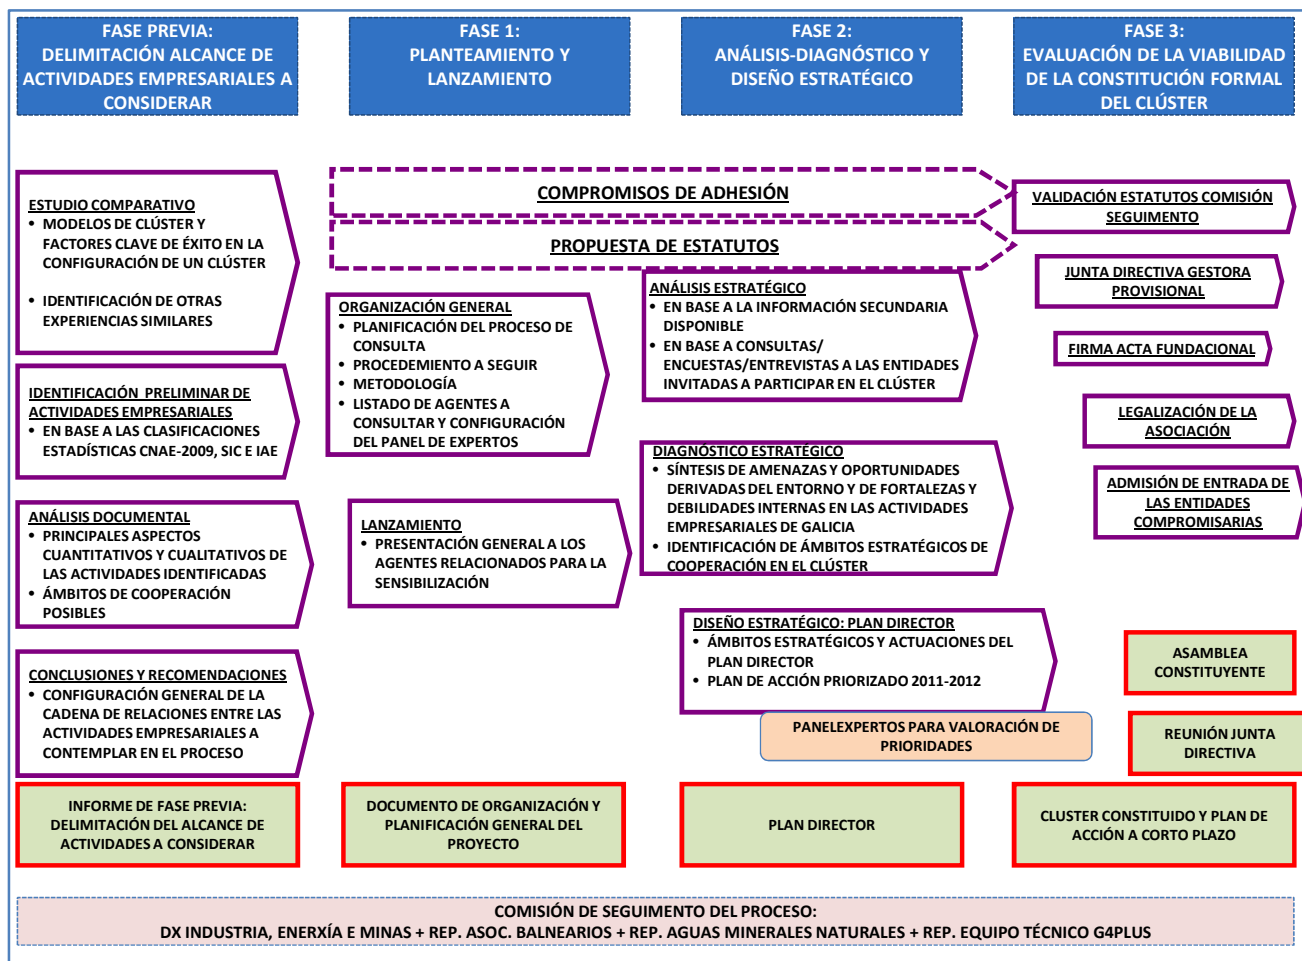 FASE PREVIA:
DELIMITACIÓN ALCANCE DE
ACTIVIDADES EMPRESARIALES A
CONSIDERAR
FASE 1:
PLANTEAMIENTO Y
LANZAMIENTO
FASE 2:
ANÁLISIS-DIAGNÓSTICO Y
DISEÑO ESTRATÉGICO
FASE 3:
EVALUACIÓN DE LA VIABILIDAD
DE LA CONSTITUCIÓN FORMAL
DEL CLÚSTER
ESTUDIO COMPARATIVO
• MODELOS DE CLÚSTER Y
FACTORES CLAVE DE ÉXITO EN LA
CONFIGURACIÓN DE UN CLÚSTER
• IDENTIFICACIÓN DE OTRAS
EXPERIENCIAS SIMILARES
IDENTIFICACIÓN PRELIMINAR DE
ACTIVIDADES EMPRESARIALES
• EN BASE A LAS CLASIFICACIONES
ESTADÍSTICAS CNAE-2009, SIC E IAE
ANÁLISIS DOCUMENTAL
• PRINCIPALES ASPECTOS
CUANTITATIVOS Y CUALITATIVOS DE
LAS ACTIVIDADES IDENTIFICADAS
• ÁMBITOS DE COOPERACIÓN
POSIBLES
CONCLUSIONES Y RECOMENDACIONES
• CONFIGURACIÓN GENERAL DE LA
CADENA DE RELACIONES ENTRE LAS
ACTIVIDADES EMPRESARIALES A
CONTEMPLAR EN EL PROCESO
INFORME DE FASE PREVIA:
DELIMITACIÓN DEL ALCANCE DE
ACTIVIDADES A CONSIDERAR
COMPROMISOS DE ADHESIÓN
PROPUESTA DE ESTATUTOS
ORGANIZACIÓN GENERAL
• PLANIFICACIÓN DEL PROCESO DE
CONSULTA
• PROCEDEMIENTO A SEGUIR
• METODOLOGÍA
• LISTADO DE AGENTES A
CONSULTAR Y CONFIGURACIÓN
DEL PANEL DE EXPERTOS
LANZAMIENTO
• PRESENTACIÓN GENERAL A LOS
AGENTES RELACIONADOS PARA LA
SENSIBILIZACIÓN
DOCUMENTO DE ORGANIZACIÓN Y
PLANIFICACIÓN GENERAL DEL
PROYECTO
ANÁLISIS ESTRATÉGICO
• EN BASE A LA INFORMACIÓN SECUNDARIA
DISPONIBLE
• EN BASE A CONSULTAS/
ENCUESTAS/ENTREVISTAS A LAS ENTIDADES
INVITADAS A PARTICIPAR EN EL CLÚSTER
DIAGNÓSTICO ESTRATÉGICO
• SÍNTESIS DE AMENAZAS Y OPORTUNIDADES
DERIVADAS DEL ENTORNO Y DE FORTALEZAS Y
DEBILIDADES INTERNAS EN LAS ACTIVIDADES
EMPRESARIALES DE GALICIA
• IDENTIFICACIÓN DE ÁMBITOS ESTRATÉGICOS DE
COOPERACIÓN EN EL CLÚSTER
DISEÑO ESTRATÉGICO: PLAN DIRECTOR
• ÁMBITOS ESTRATÉGICOS Y ACTUACIONES DEL
PLAN DIRECTOR
• PLAN DE ACCIÓN PRIORIZADO 2011-2012
PANELEXPERTOS PARA VALORACIÓN DE
PRIORIDADES
PLAN DIRECTOR
VALIDACIÓN ESTATUTOS COMISIÓN
SEGUIMENTO
JUNTA DIRECTIVA GESTORA
PROVISIONAL
FIRMA ACTA FUNDACIONAL
LEGALIZACIÓN DE LA
ASOCIACIÓN
ADMISIÓN DE ENTRADA DE
LAS ENTIDADES
COMPROMISARIAS
ASAMBLEA
CONSTITUYENTE
REUNIÓN JUNTA
DIRECTIVA
CLUSTER CONSTITUIDO Y PLAN DE
ACCIÓN A CORTO PLAZO
COMISIÓN DE SEGUIMENTO DEL PROCESO:
DX INDUSTRIA, ENERXÍA E MINAS + REP. ASOC. BALNEARIOS + REP. AGUAS MINERALES NATURALES + REP. EQUIPO TÉCNICO G4PLUS